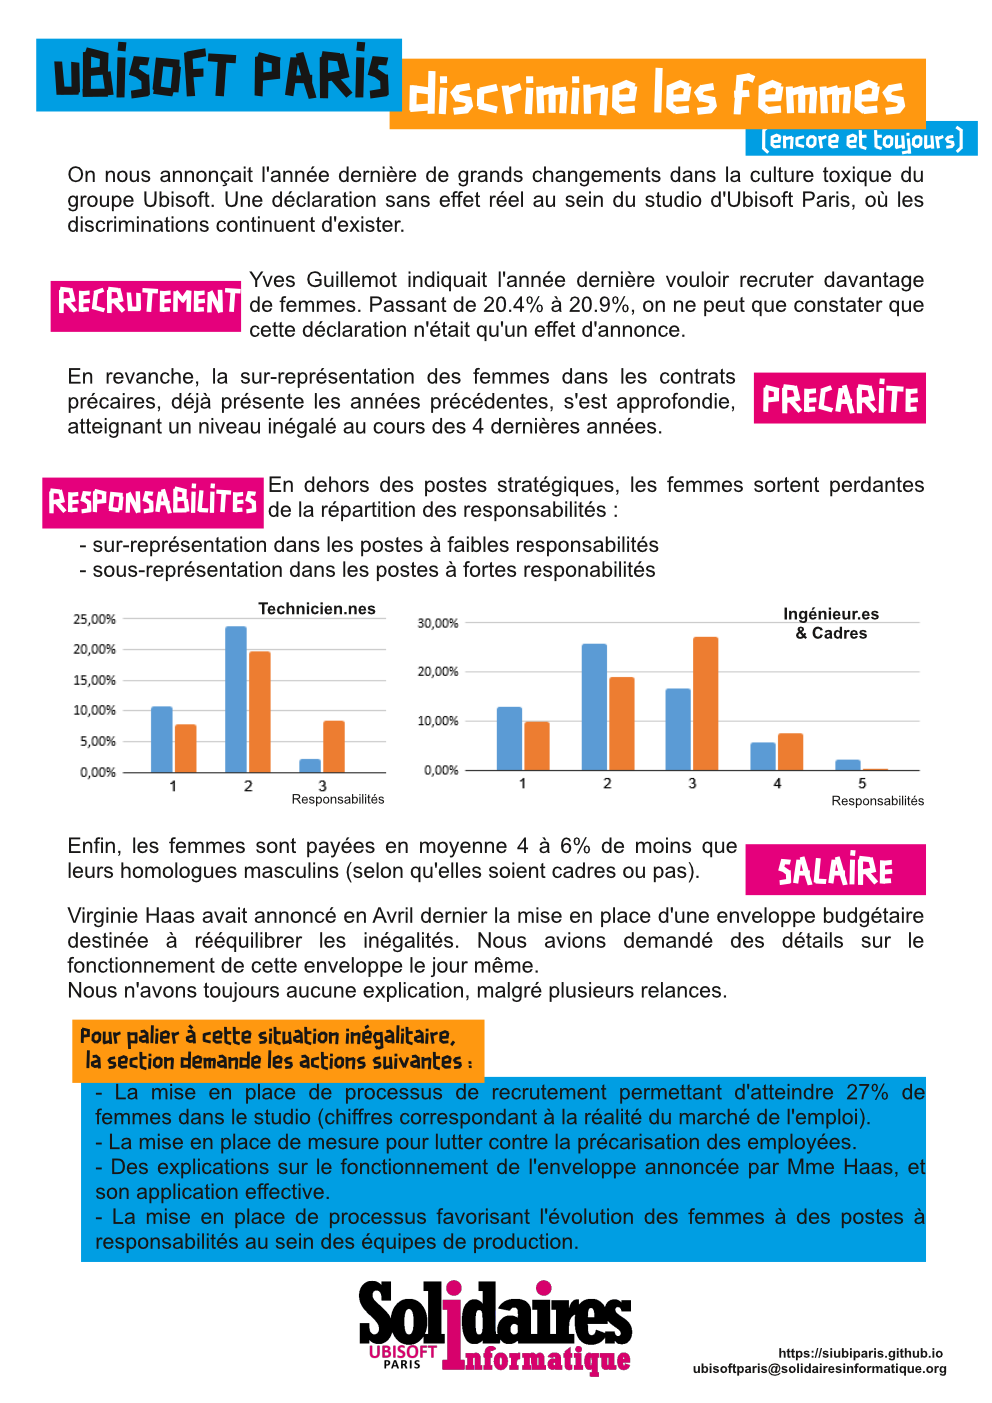 uBisoFT PARis
discrimine les femmes
(encore et toujours)
On nous annonçait l'année dernière de grands changements dans la culture toxique du
groupe Ubisoft. Une déclaration sans effet réel au sein du studio d'Ubisoft Paris, où les
discriminations continuent d'exister.
RECRuTEMENT
Yves Guillemot indiquait l'année dernière vouloir recruter davantage
de femmes. Passant de 20.4% à 20.9%, on ne peut que constater que
cette déclaration n'était qu'un effet d'annonce.
En revanche, la sur-représentation des femmes dans les contrats
précaires, déjà présente les années précédentes, s'est approfondie,
atteignant un niveau inégalé au cours des 4 dernières années.
PRECARiTE
RESPONSABiLiTES
En dehors des postes stratégiques, les femmes sortent perdantes
de la répartition des responsabilités :
- sur-représentation dans les postes à faibles responsabilités
- sous-représentation dans les postes à fortes responabilités
Technicien.nes
25,00%
20,00%
15,00%
10,00%
5,00%
0,00%
1 2 3
Responsabilités
Ingénieur.es
& Cadres
30,00%
20,00%
10,00%
0,00%
1 2 3 4 5
Responsabilités
Enfin, les femmes sont payées en moyenne 4 à 6% de moins que
leurs homologues masculins (selon qu'elles soient cadres ou pas).
SALAiRE
Virginie Haas avait annoncé en Avril dernier la mise en place d'une enveloppe budgétaire
destinée à rééquilibrer les inégalités. Nous avions demandé des détails sur le
fonctionnement de cette enveloppe le jour même.
Nous n'avons toujours aucune explication, malgré plusieurs relances.
Pour palier à cette situation inégalitaire,
la section demande les actions suivantes :
- La mise en place de processus de recrutement permettant d'atteindre 27% de
femmes dans le studio (chiffres correspondant à la réalité du marché de l'emploi).
- La mise en place de mesure pour lutter contre la précarisation des employées.
- Des explications sur le fonctionnement de l'enveloppe annoncée par Mme Haas, et
son application effective.
- La mise en place de processus favorisant l'évolution des femmes à des postes à
responsabilités au sein des équipes de production.
Solidaires
UBISOFT
PARIS
Informatique
https://siubiparis.github.io
ubisoftparis@solidairesinformatique.org